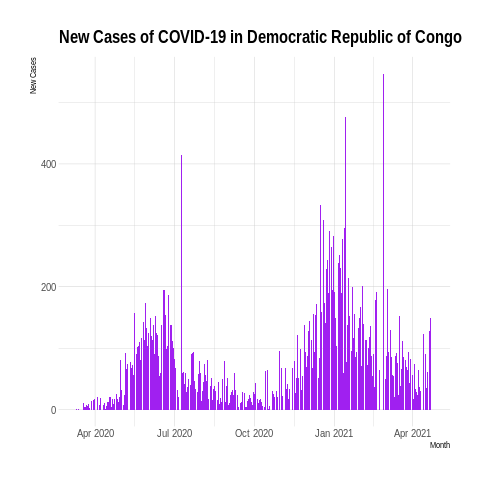 New Cases of COVID-19 in Democratic Republic of Congo
New Cases
400
200
0
Apr 2020 Jul 2020 Oct 2020 Jan 2021 Apr 2021
Month